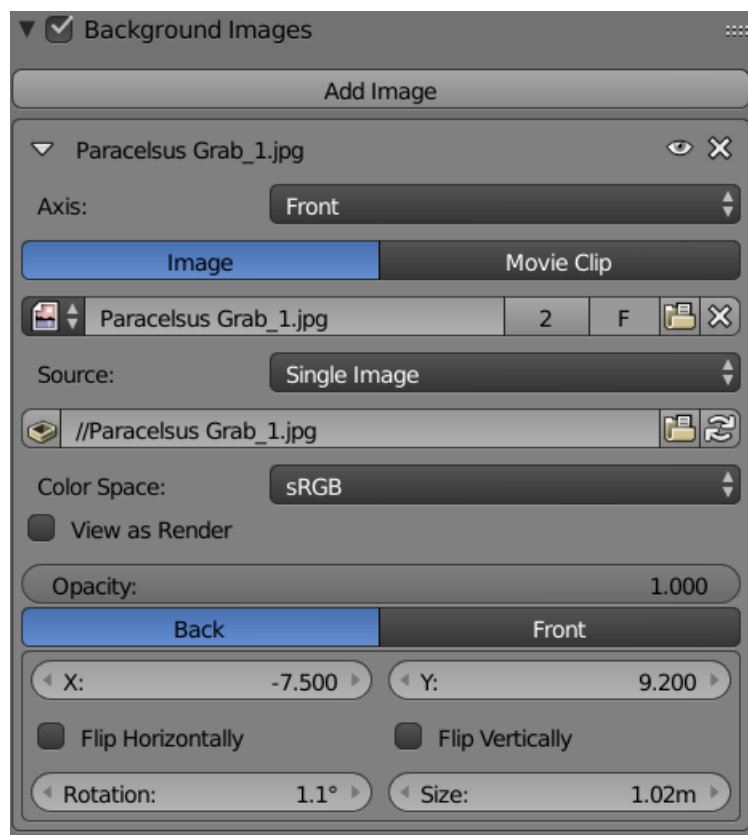 Background Images
Add Image
Paracelsus Grab_1.jpg
Axis: Front
Image Movie Clip
Paracelsus Grab_1.jpg 2 F
Source: Single Image
//Paracelsus Grab_1.jpg
Color Space: sRGB
View as Render
Opacity: 1.000
Back Front
X: -7.500 Y: 9.200
Flip Horizontally Flip Vertically
Rotation: 1.1° Size: 1.02m